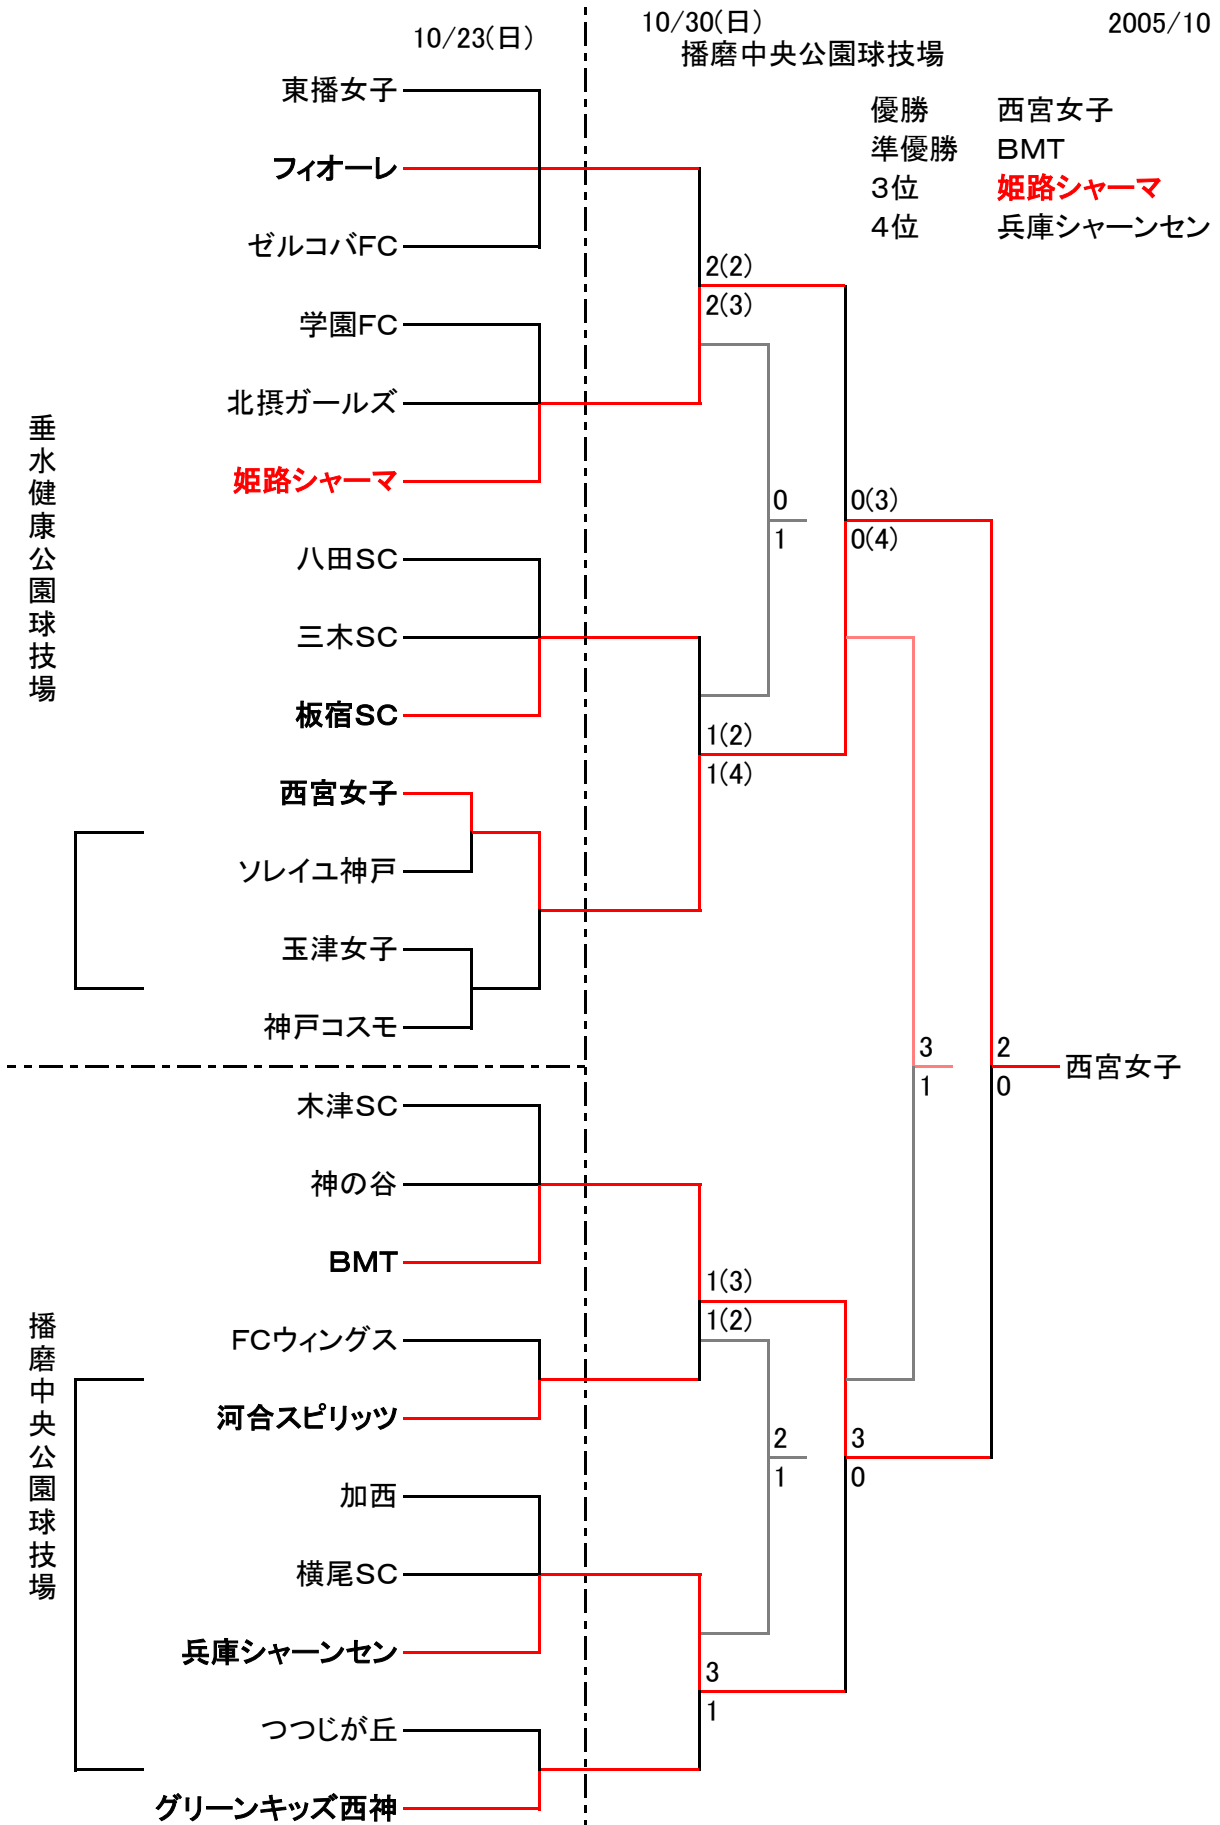 10/23(日)
10/30(日)
2005/10
播磨中央公園球技場
優勝 西宮女子
準優勝 BMT
3位 姫路シャーマ
4位 兵庫シャーンセン
垂水健康公園球技場
東播女子
フィオーレ
ゼルコバFC
学園FC
北摂ガールズ
姫路シャーマ
八田SC
三木SC
板宿SC
西宮女子
ソレイユ神戸
玉津女子
神戸コスモ
播磨中央公園球技場
木津SC
神の谷
BMT
FCウィングス
河合スピリッツ
加西
横尾SC
兵庫シャーンセン
つつじが丘
グリーンキッズ西神
2(2)
2(3)
0
1
0(3)
0(4)
1(2)
1(4)
3
1
2
0
西宮女子
1(3)
1(2)
2
1
3
0
3
1